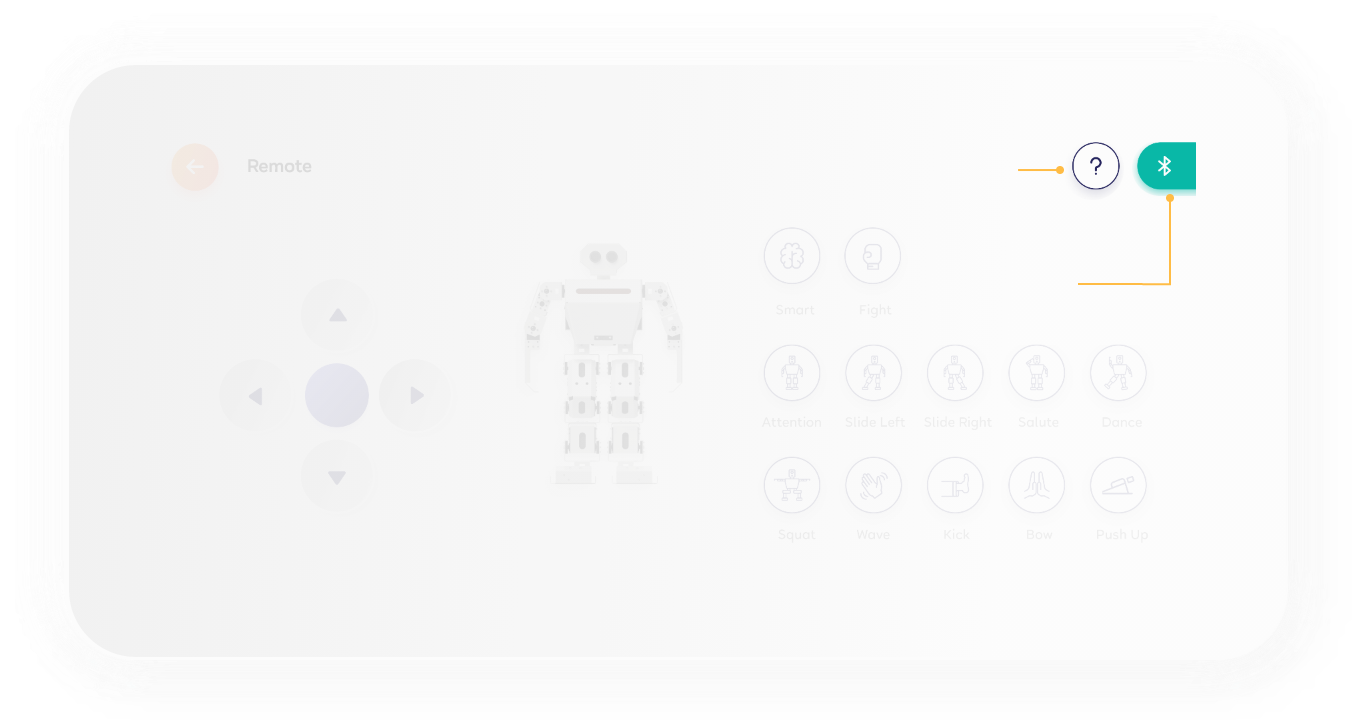 Remote
?
Smart Fight
Attention Slide Left Slide Right Salute Dance
Squat Wave Kick Bow Push Up